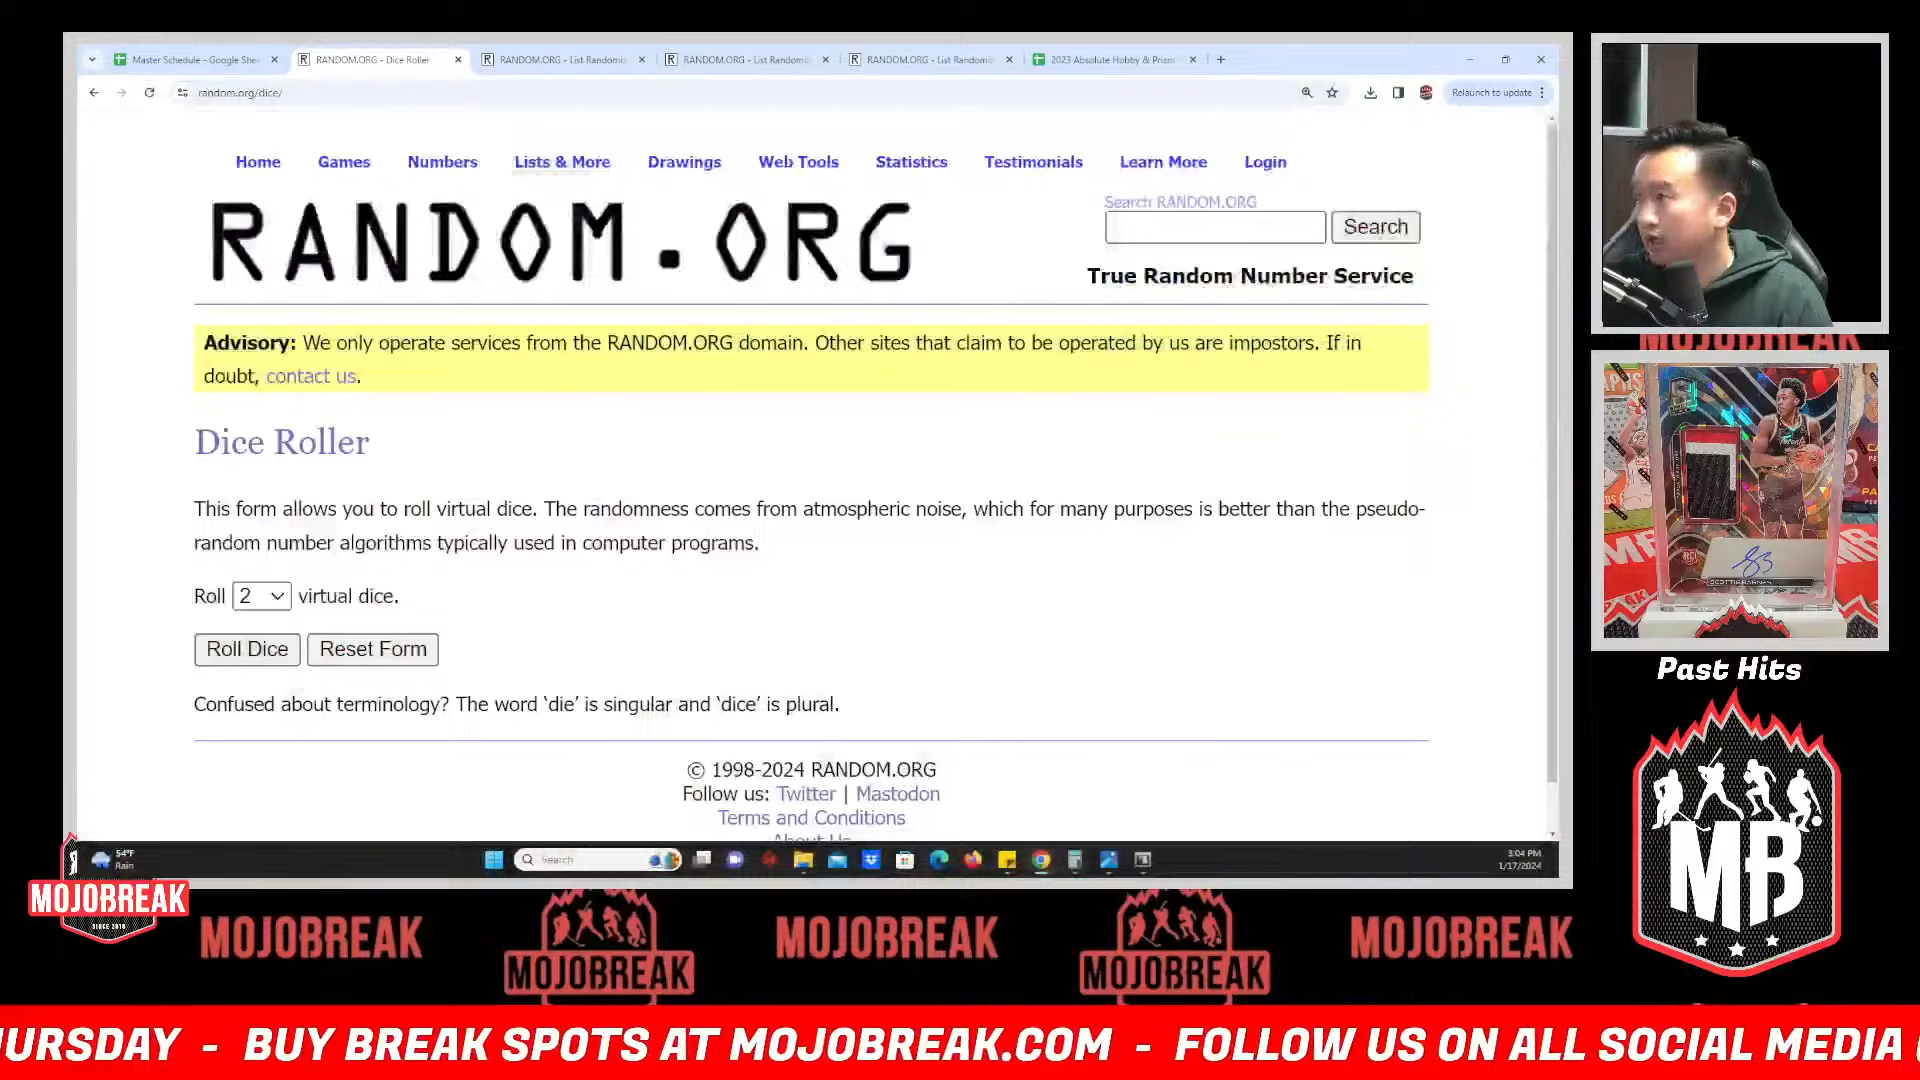 Master Schedule - Google She
RANDOM.ORG - Dice Roller
RANDOM.ORG - List Randomi
RANDOM.ORG - List Randomi
RANDOM.ORG - List Randomi
2023 Absolute Hobby & Prizm
random.org/dice/
Relaunch to update
Home
Games
Numbers
Lists & More
Drawings
Web Tools
Statistics
Testimonials
Learn More
Login
RANDOM.ORG
Search RANDOM.ORG
Search
True Random Number Service
Advisory: We only operate services from the RANDOM.ORG domain. Other sites that claim to be operated by us are impostors. If in
doubt, contact us.
Dice Roller
This form allows you to roll virtual dice. The randomness comes from atmospheric noise, which for many purposes is better than the pseudo-
random number algorithms typically used in computer programs.
Roll 2 virtual dice.
Roll Dice
Reset Form
Confused about terminology? The word ‘die’ is singular and ‘dice’ is plural.
© 1998-2024 RANDOM.ORG
Follow us: Twitter | Mastodon
Terms and Conditions
About Us
54°F
Rain
Search
3:04 PM
1/17/2024
SCOTTIE BARNES
Past Hits
MB
MOJOBREAK
SINCE 2010
MOJOBREAK
MOJOBREAK
MOJOBREAK
MOJOBREAK
MOJOBREAK
URSDAY - BUY BREAK SPOTS AT MOJOBREAK.COM - FOLLOW US ON ALL SOCIAL MEDIA